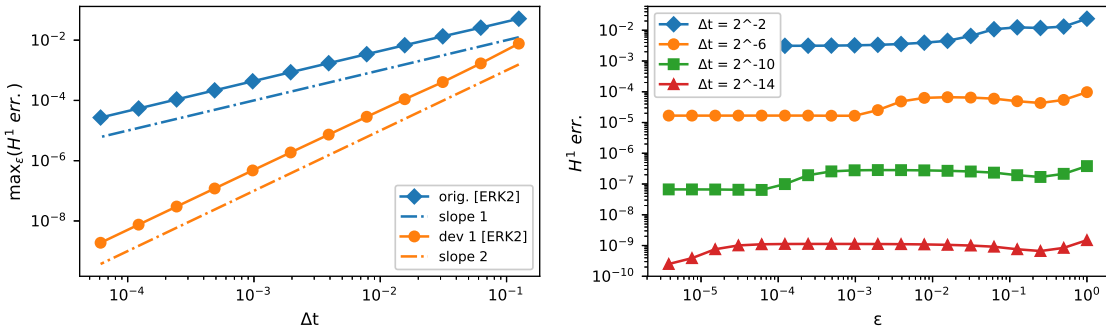 max_ε(H^1 err.)
10^−2
10^−4
10^−6
10^−8
10^−4
10^−3
10^−2
10^−1
Δt
orig. [ERK2]
slope 1
dev 1 [ERK2]
slope 2
H^1 err.
10^−2
10^−3
10^−4
10^−5
10^−6
10^−7
10^−8
10^−9
10^−10
10^−5
10^−4
10^−3
10^−2
10^−1
10^0
ε
Δt = 2^-2
Δt = 2^-6
Δt = 2^-10
Δt = 2^-14